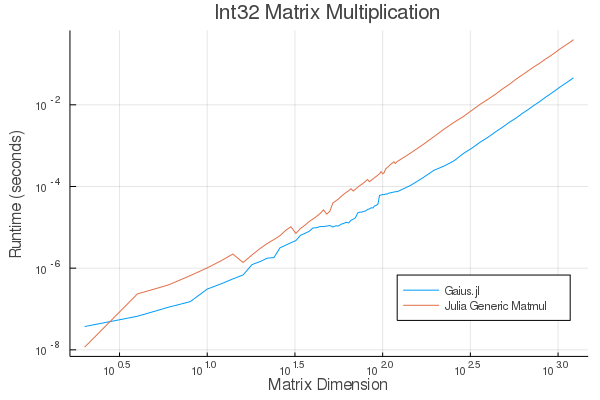 Int32 Matrix Multiplication
Runtime (seconds)
10^-2
10^-4
10^-6
10^-8
Gaius.jl
Julia Generic Matmul
10^0.5 10^1.0 10^1.5 10^2.0 10^2.5 10^3.0
Matrix Dimension